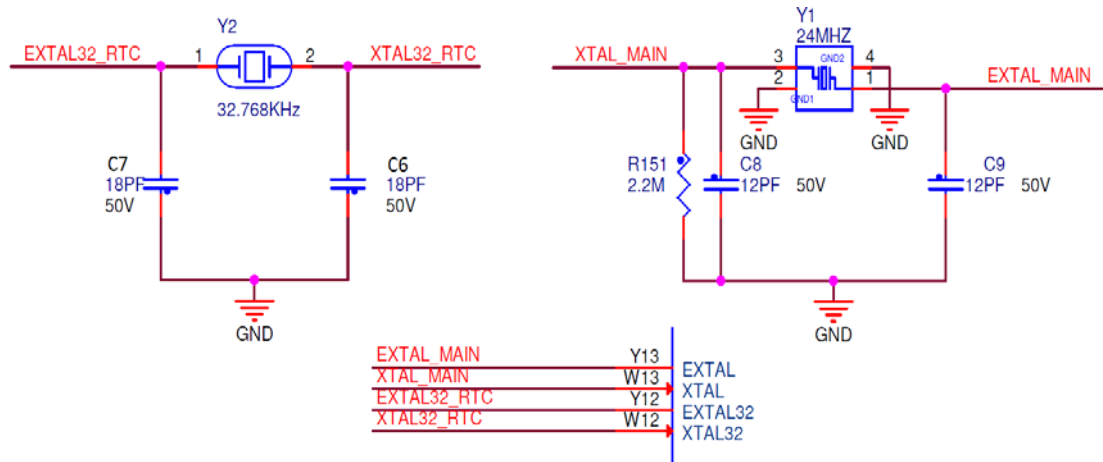 Y2
EXTAL32_RTC
1
2
XTAL32_RTC
32.768KHz
C7
18PF
50V
C6
18PF
50V
GND
Y1
24MHZ
XTAL_MAIN
3
GND2
4
2
1
EXTAL_MAIN
GND1
GND
GND
R151
2.2M
C8
12PF
50V
C9
12PF
50V
GND
EXTAL_MAIN
Y13
EXTAL
XTAL_MAIN
W13
XTAL
EXTAL32_RTC
Y12
EXTAL32
XTAL32_RTC
W12
XTAL32